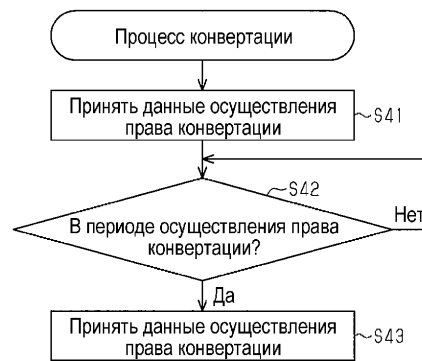 Процесс конвертации
Принять данные осуществления
права конвертации
S41
S42
В периоде осуществления права
конвертации?
Нет
Да
Принять данные осуществления
права конвертации
S43